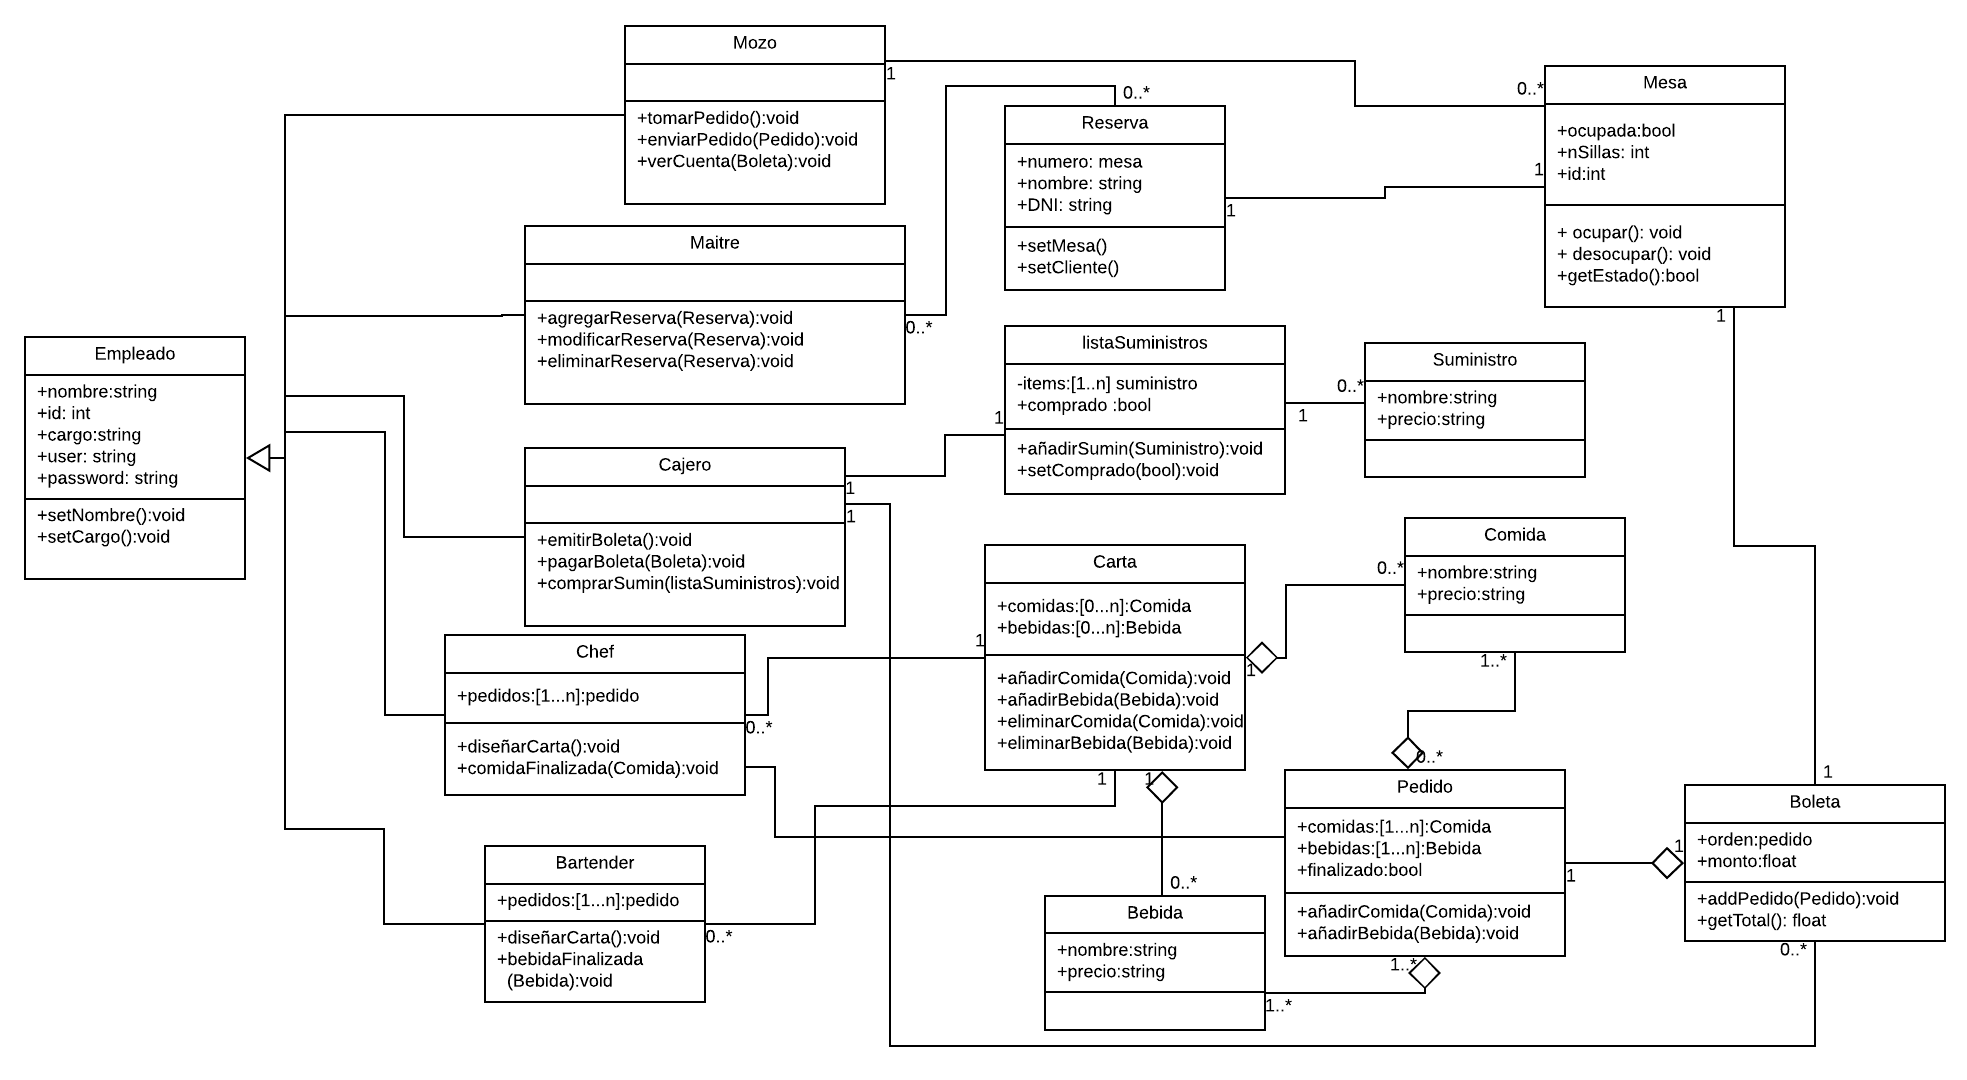 Mozo
+tomarPedido():void
+enviarPedido(Pedido):void
+verCuenta(Boleta):void
1
0..*
Mesa
+ocupada:bool
+nSillas: int
+id:int
+ ocupar(): void
+ desocupar(): void
+getEstado():bool
1
1
0..*
Reserva
+numero: mesa
+nombre: string
+DNI: string
+setMesa()
+setCliente()
1
Maitre
+agregarReserva(Reserva):void
+modificarReserva(Reserva):void
+eliminarReserva(Reserva):void
0..*
Empleado
+nombre:string
+id: int
+cargo:string
+user: string
+password: string
+setNombre():void
+setCargo():void
listaSuministros
-items:[1..n] suministro
+comprado :bool
+añadirSumin(Suministro):void
+setComprado(bool):void
1
1
0..*
Suministro
+nombre:string
+precio:string
Cajero
+emitirBoleta():void
+pagarBoleta(Boleta):void
+comprarSumin(listaSuministros):void
1
1
Carta
+comidas:[0...n]:Comida
+bebidas:[0...n]:Bebida
+añadirComida(Comida):void
+añadirBebida(Bebida):void
+eliminarComida(Comida):void
+eliminarBebida(Bebida):void
1
1
1
1
0..*
Comida
+nombre:string
+precio:string
1..*
Chef
+pedidos:[1...n]:pedido
+diseñarCarta():void
+comidaFinalizada(Comida):void
0..*
0..*
Pedido
+comidas:[1...n]:Comida
+bebidas:[1...n]:Bebida
+finalizado:bool
+añadirComida(Comida):void
+añadirBebida(Bebida):void
1
1..*
1
1
Boleta
+orden:pedido
+monto:float
+addPedido(Pedido):void
+getTotal(): float
0..*
Bartender
+pedidos:[1...n]:pedido
+diseñarCarta():void
+bebidaFinalizada
(Bebida):void
0..*
0..*
Bebida
+nombre:string
+precio:string
1..*